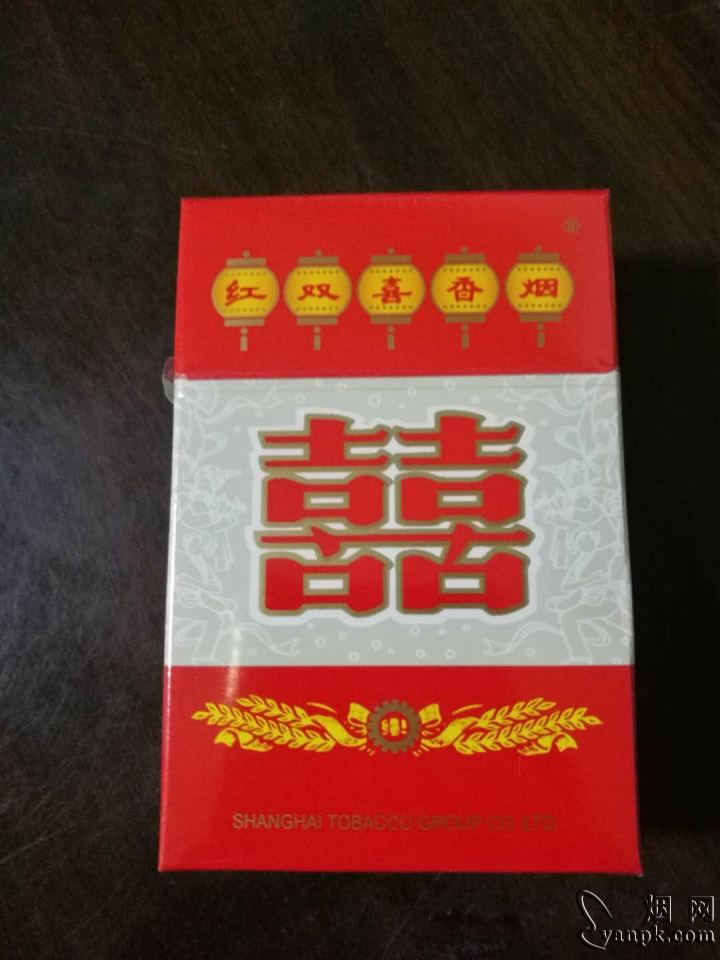 红双喜香烟
囍
SHANGHAI TOBACCO GROUP CO. LTD
烟网
yanpk.com